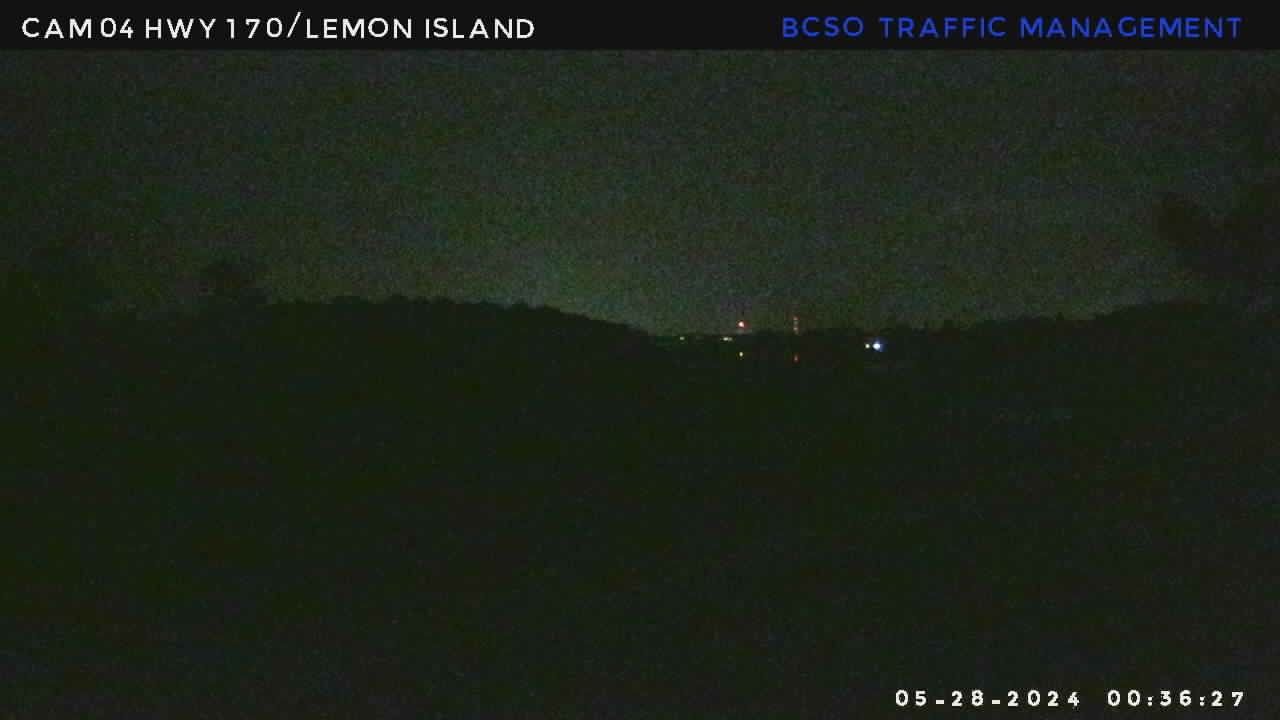 CAM04 HWY 170/LEMON ISLAND
BCSO TRAFFIC MANAGEMENT
05-28-2024 00:36:27